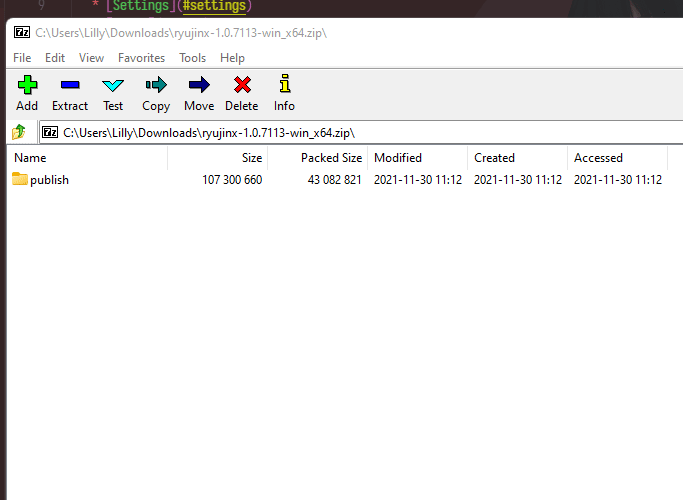 9 * [Settings](#settings)
7z C:\Users\Lilly\Downloads\ryujinx-1.0.7113-win_x64.zip\
File Edit View Favorites Tools Help
Add Extract Test Copy Move Delete Info
7z C:\Users\Lilly\Downloads\ryujinx-1.0.7113-win_x64.zip\
Name Size Packed Size Modified Created Accessed
publish 107 300 660 43 082 821 2021-11-30 11:12 2021-11-30 11:12 2021-11-30 11:12